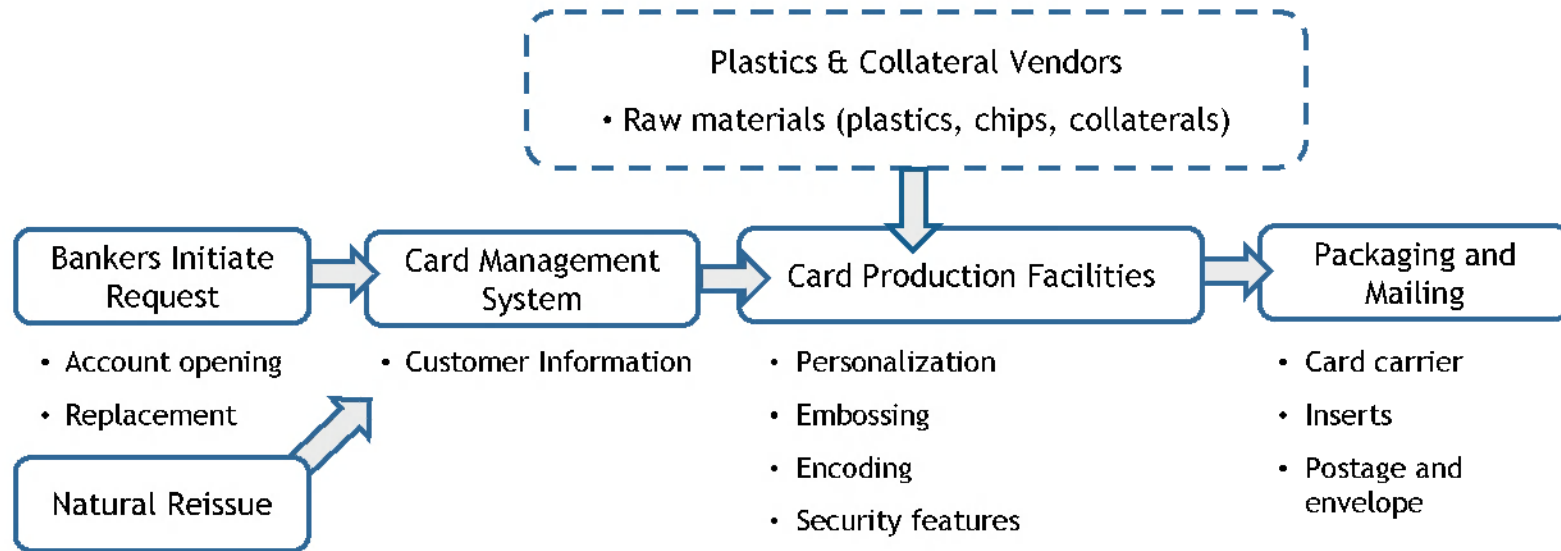 Plastics & Collateral Vendors
• Raw materials (plastics, chips, collaterals)
Bankers Initiate
Request
Card Management
System
Card Production Facilities
Packaging and
Mailing
• Account opening
• Replacement
• Customer Information
• Personalization
• Embossing
• Encoding
• Security features
• Card carrier
• Inserts
• Postage and
envelope
Natural Reissue